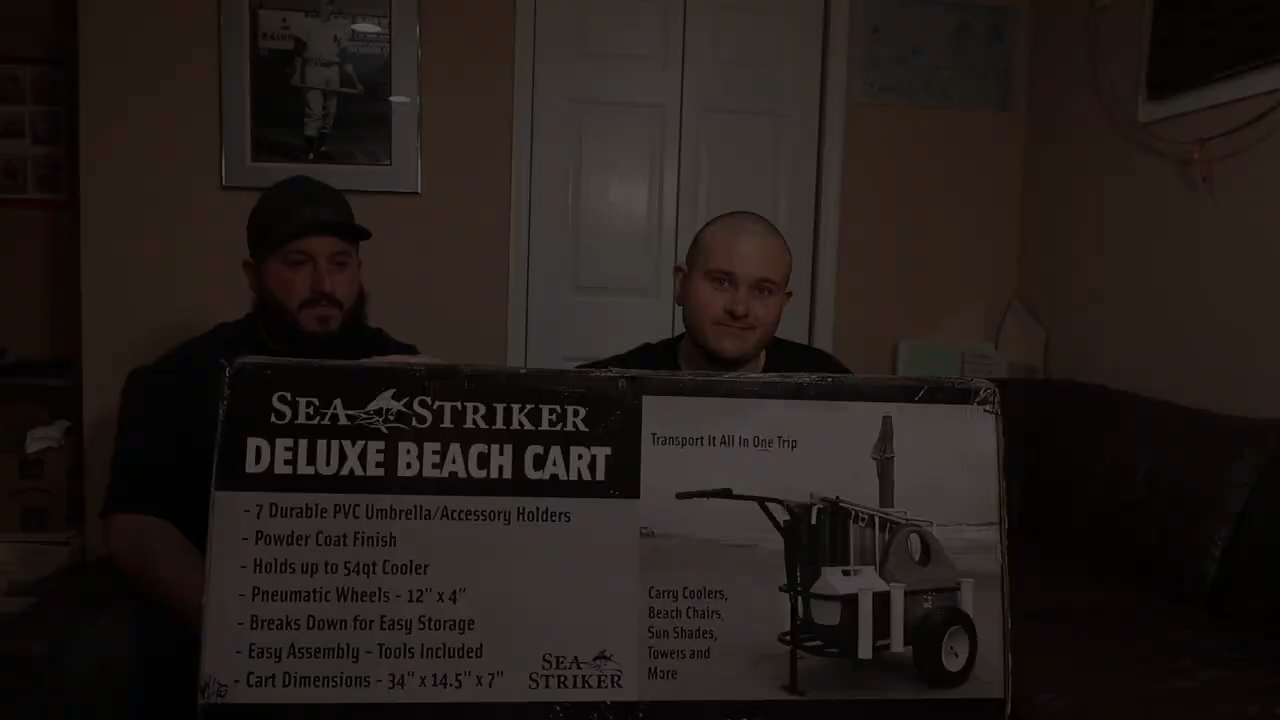 SEA STRIKER
DELUXE BEACH CART
- 7 Durable PVC Umbrella/Accessory Holders
- Powder Coat Finish
- Holds up to 54qt Cooler
- Pneumatic Wheels - 12" x 4"
- Breaks Down for Easy Storage
- Easy Assembly - Tools Included
- Cart Dimensions - 34" x 14.5" x 7"
SEA
STRIKER
Transport It All In One Trip
Carry Coolers,
Beach Chairs,
Sun Shades,
Towers and
More